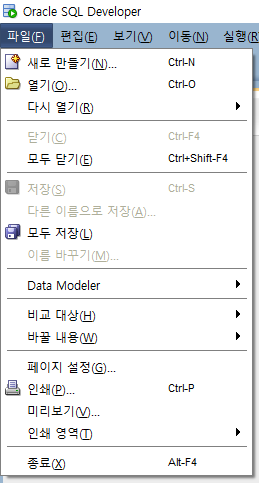 Oracle SQL Developer
파일(F) 편집(E) 보기(V) 이동(N) 실행(R
새로 만들기(N)... Ctrl-N
열기(O)... Ctrl-O
다시 열기(R)
닫기(C) Ctrl-F4
모두 닫기(E) Ctrl+Shift-F4
저장(S) Ctrl-S
다른 이름으로 저장(A)...
모두 저장(L)
이름 바꾸기(M)...
Data Modeler
비교 대상(H)
바꿀 내용(W)
페이지 설정(G)...
인쇄(P)... Ctrl-P
미리보기(V)...
인쇄 영역(T)
종료(X) Alt-F4